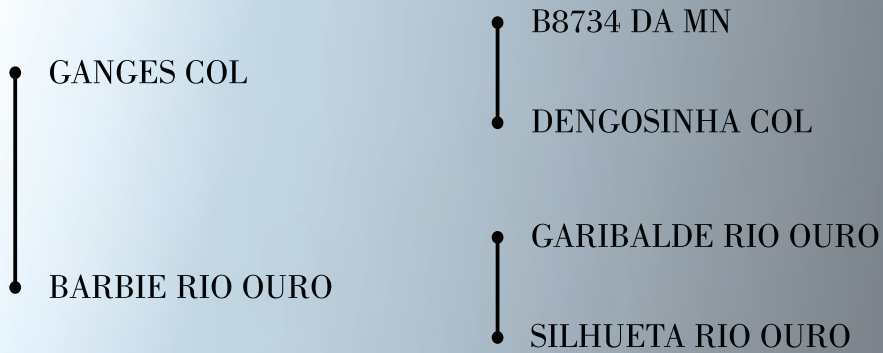 GANGES COL
BARBIE RIO OURO
B8734 DA MN
DENGOSINHA COL
GARIBALDE RIO OURO
SILHUETA RIO OURO